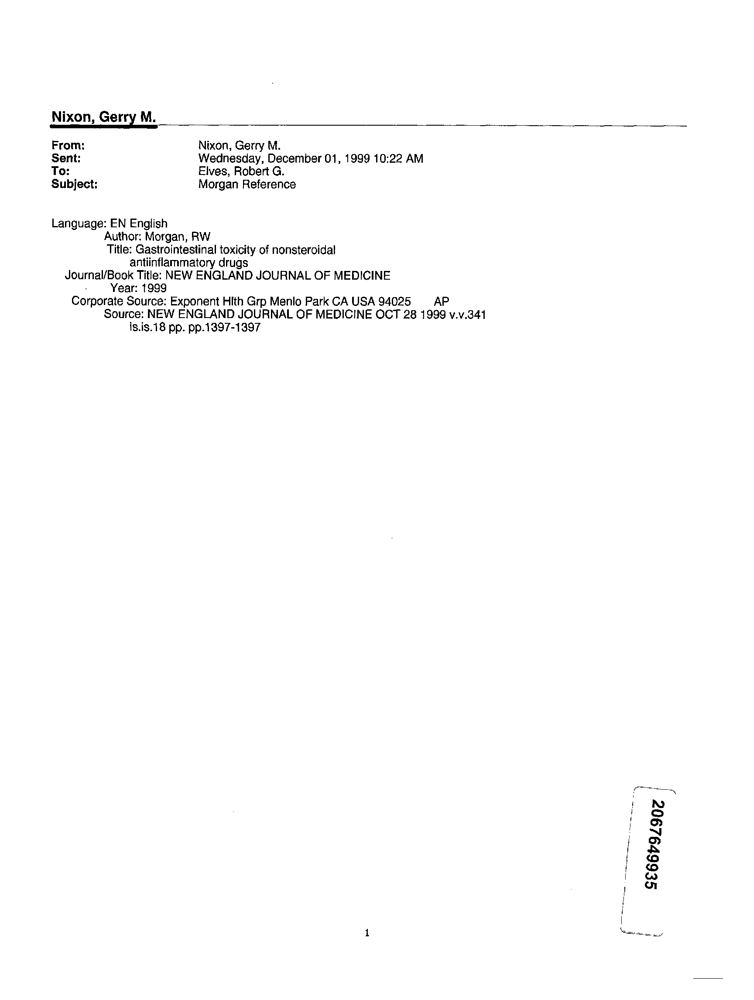 Nixon, Gerry M.
From: Nixon, Gerry M.
Sent: Wednesday, December 01, 1999 10:22 AM
To: Elves, Robert G.
Subject: Morgan Reference
Language: EN English
Author: Morgan, RW
Title: Gastrointestinal toxicity of nonsteroidal
antiinflammatory drugs
Journal/Book Title: NEW ENGLAND JOURNAL OF MEDICINE
Year: 1999
Corporate Source: Exponent Hlth Grp Menlo Park CA USA 94025 AP
Source: NEW ENGLAND JOURNAL OF MEDICINE OCT 28 1999 v.v.341
is.is.18 pp. pp.1397-1397
2067649935
1